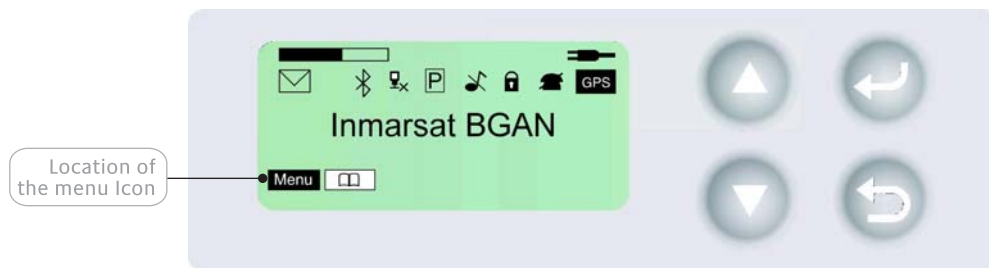 P
GPS
Inmarsat BGAN
Location of
the menu Icon
Menu